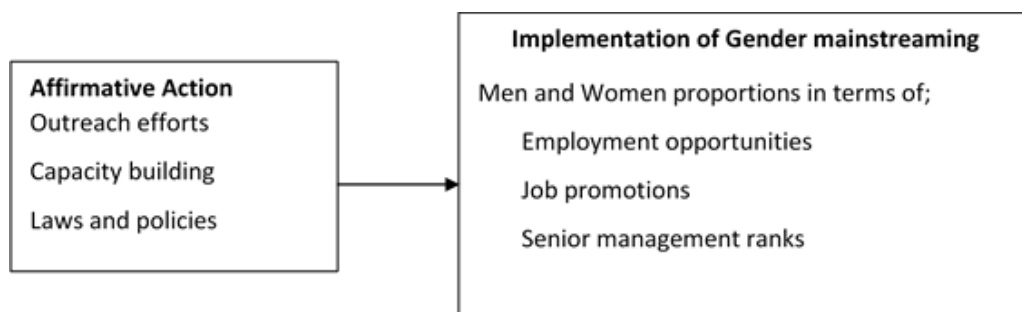 Affirmative Action
Outreach efforts
Capacity building
Laws and policies
Implementation of Gender mainstreaming
Men and Women proportions in terms of;
Employment opportunities
Job promotions
Senior management ranks